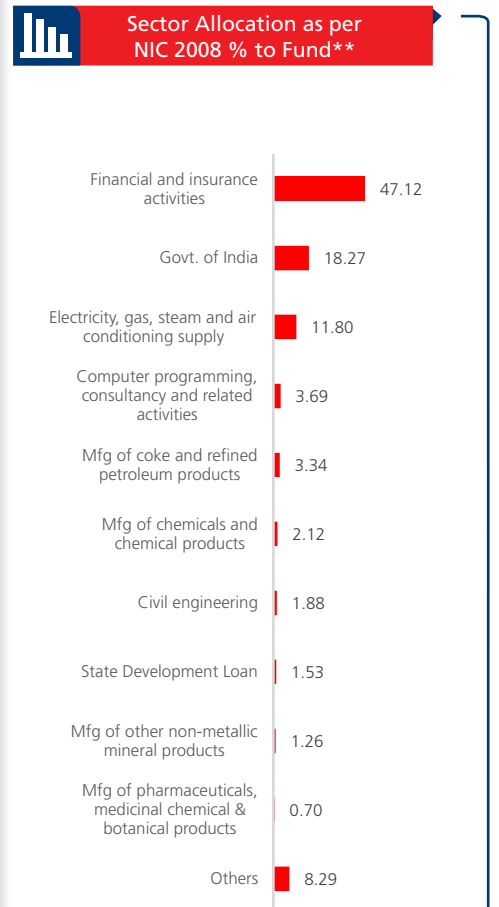 Sector Allocation as per
NIC 2008 % to Fund**
Financial and insurance
activities
47.12
Govt. of India
18.27
Electricity, gas, steam and air
conditioning supply
11.80
Computer programming,
consultancy and related
activities
3.69
Mfg of coke and refined
petroleum products
3.34
Mfg of chemicals and
chemical products
2.12
Civil engineering
1.88
State Development Loan
1.53
Mfg of other non-metallic
mineral products
1.26
Mfg of pharmaceuticals,
medicinal chemical &
botanical products
0.70
Others
8.29